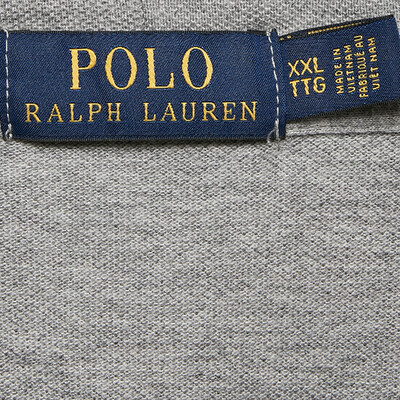 POLO
RALPH LAUREN
XXL
TTG
MADE IN
VIETNAM
FABRIQUÉ AU
VIÊT NAM